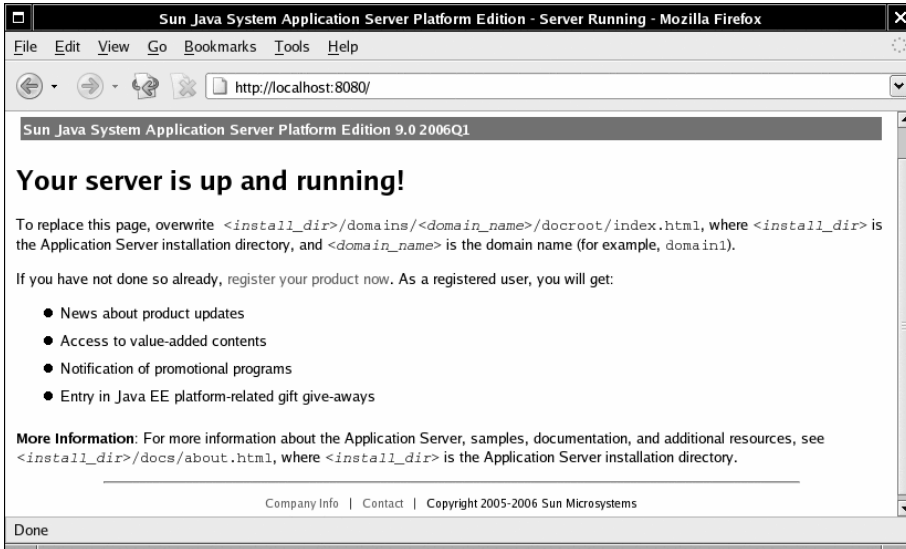 Sun Java System Application Server Platform Edition - Server Running - Mozilla Firefox
File Edit View Go Bookmarks Tools Help
http://localhost:8080/
Sun Java System Application Server Platform Edition 9.0 2006Q1
Your server is up and running!
To replace this page, overwrite <install_dir>/domains/<domain_name>/docroot/index.html, where <install_dir> is
the Application Server installation directory, and <domain_name> is the domain name (for example, domain1).
If you have not done so already, register your product now. As a registered user, you will get:
● News about product updates
● Access to value-added contents
● Notification of promotional programs
● Entry in Java EE platform-related gift give-aways
More Information: For more information about the Application Server, samples, documentation, and additional resources, see
<install_dir>/docs/about.html, where <install_dir> is the Application Server installation directory.
Company Info | Contact | Copyright 2005-2006 Sun Microsystems
Done